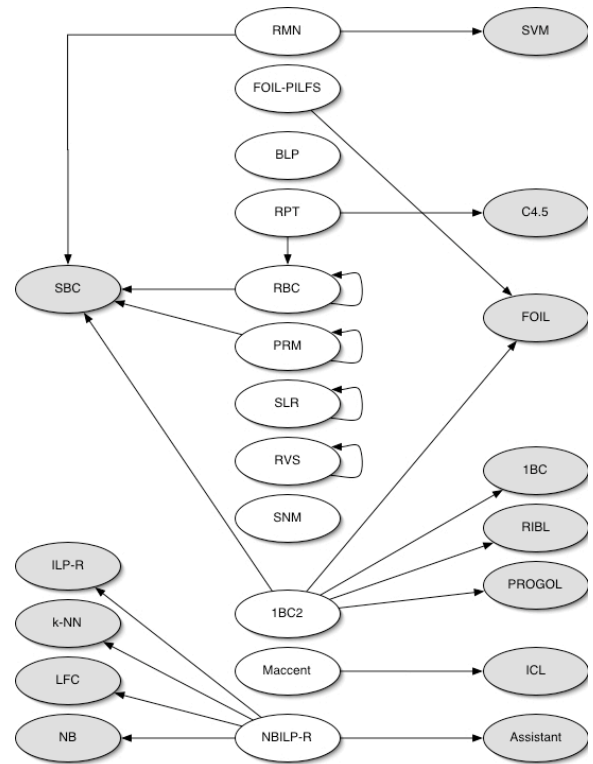 RMN
SVM
FOIL-PILFS
BLP
RPT
C4.5
SBC
RBC
FOIL
PRM
SLR
RVS
1BC
SNM
RIBL
ILP-R
PROGOL
k-NN
1BC2
LFC
Maccent
ICL
NB
NBILP-R
Assistant